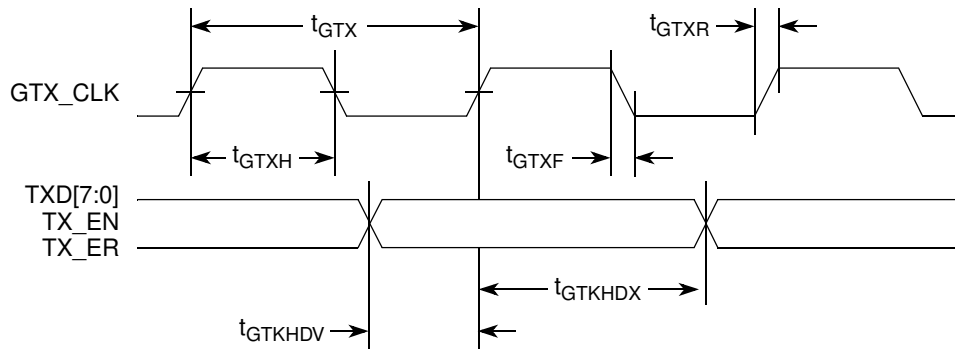 tGTX
tGTXR
GTX_CLK
tGTXH
tGTXF
TXD[7:0]
TX_EN
TX_ER
tGTKHDX
tGTKHDV